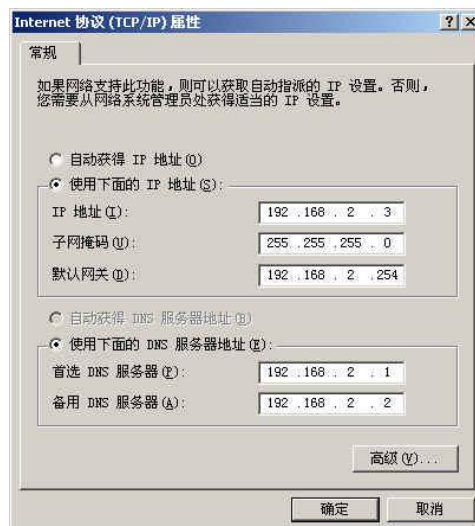 Internet 协议 (TCP/IP) 属性
常规
如果网络支持此功能，则可以获取自动指派的 IP 设置。否则，
您需要从网络系统管理员处获得适当的 IP 设置。
自动获得 IP 地址(O)
使用下面的 IP 地址(S):
IP 地址(I): 192 .168 . 2 . 3
子网掩码(U): 255 .255 .255 . 0
默认网关(D): 192 .168 . 2 .254
自动获得 DNS 服务器地址(B)
使用下面的 DNS 服务器地址(E):
首选 DNS 服务器(P): 192 .168 . 2 . 1
备用 DNS 服务器(A): 192 .168 . 2 . 2
高级(V)...
确定 取消